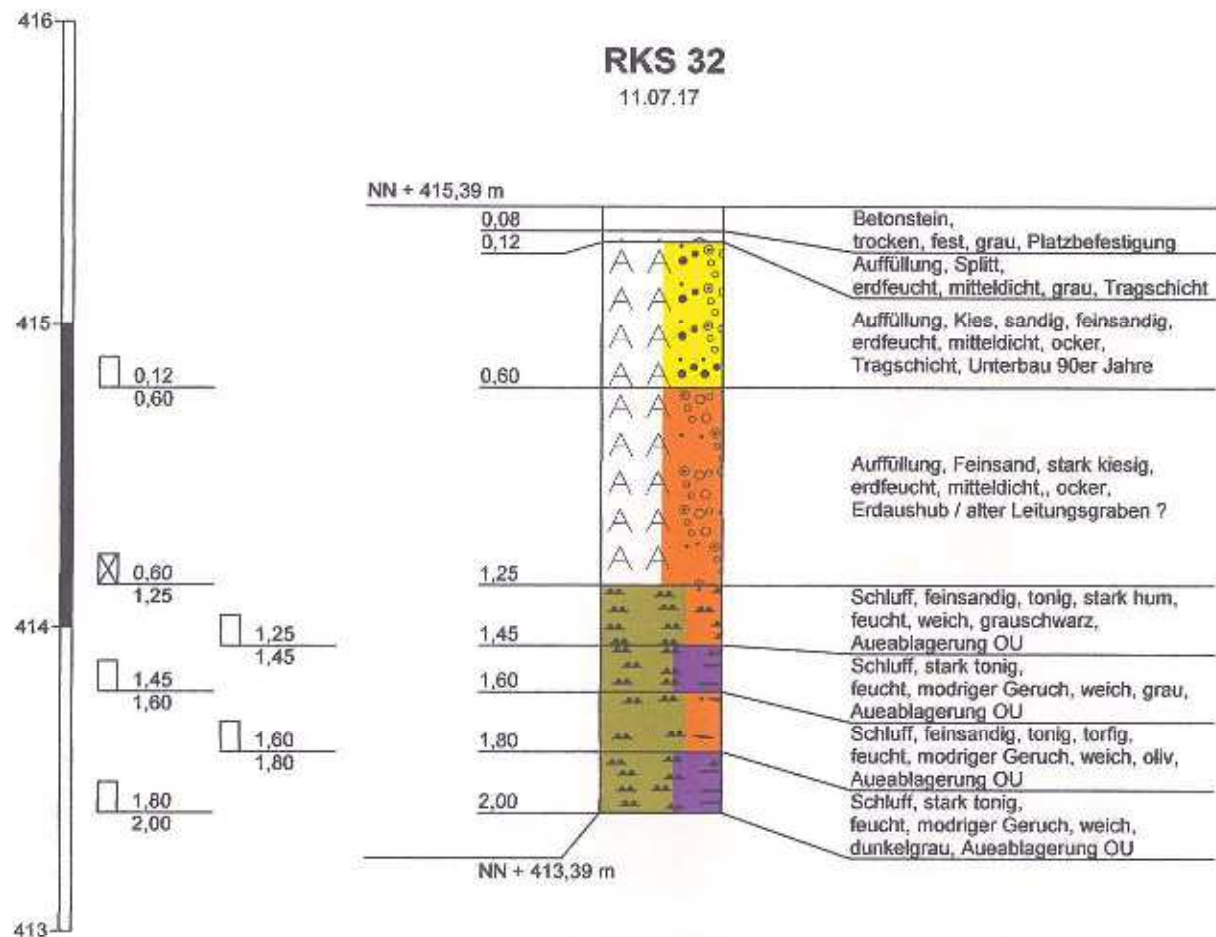 416
RKS 32
11.07.17
NN + 415,39 m
0,08
Betonstein,
trocken, fest, grau, Platzbefestigung
0,12
Auffüllung, Splitt,
erdfeucht, mitteldicht, grau, Tragschicht
415
Auffüllung, Kies, sandig, feinsandig,
erdfeucht, mitteldicht, ocker,
Tragschicht, Unterbau 90er Jahre
0,12
0,60
0,60
Auffüllung, Feinsand, stark kiesig,
erdfeucht, mitteldicht,, ocker,
Erdaushub / alter Leitungsgraben ?
0,60
1,25
1,25
Schluff, feinsandig, tonig, stark hum,
feucht, weich, grauschwarz,
Aueablagerung OU
414
1,25
1,45
1,45
Schluff, stark tonig,
feucht, modriger Geruch, weich, grau,
Aueablagerung OU
1,45
1,60
1,60
Schluff, feinsandig, tonig, torfig,
feucht, modriger Geruch, weich, oliv,
Aueablagerung OU
1,60
1,80
1,80
Schluff, stark tonig,
feucht, modriger Geruch, weich,
dunkelgrau, Aueablagerung OU
1,80
2,00
2,00
NN + 413,39 m
413